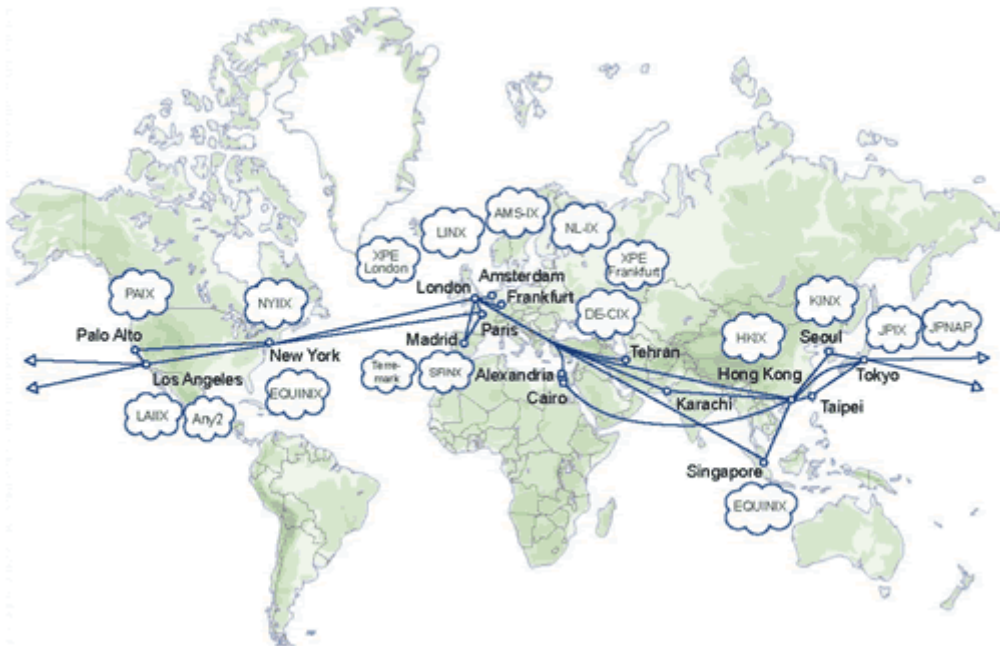 AMS-IX
LINX
NL-IX
XPE
London
XPE
Frankfurt
Amsterdam
London
Frankfurt
PAIX
NYIIX
DE-CIX
KINX
Paris
Madrid
Palo Alto
New York
HKIX
Seoul
JPIX
JPNAP
Tehran
Los Angeles
Terre-
mark
SFINX
Alexandria
Hong Kong
Tokyo
EQUINIX
Cairo
Karachi
Taipei
LAIIX
Any2
Singapore
EQUINIX